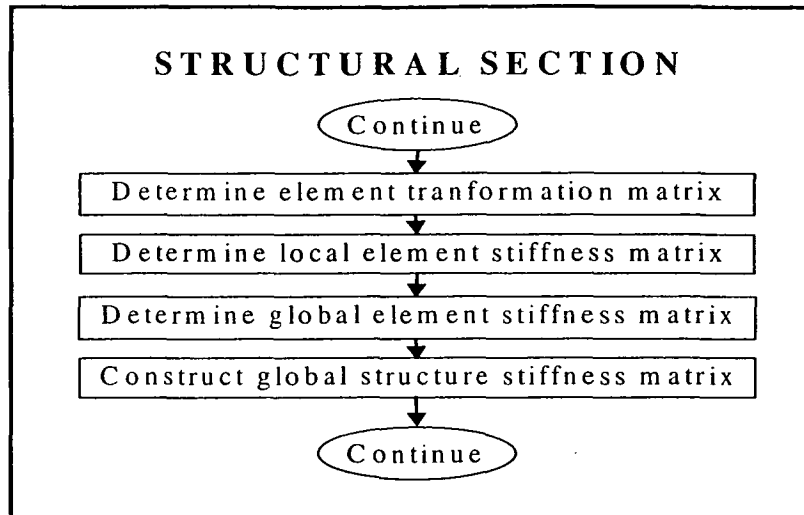 STRUCTURAL SECTION
Continue
Determine element tranformation matrix
Determine local element stiffness matrix
Determine global element stiffness matrix
Construct global structure stiffness matrix
Continue